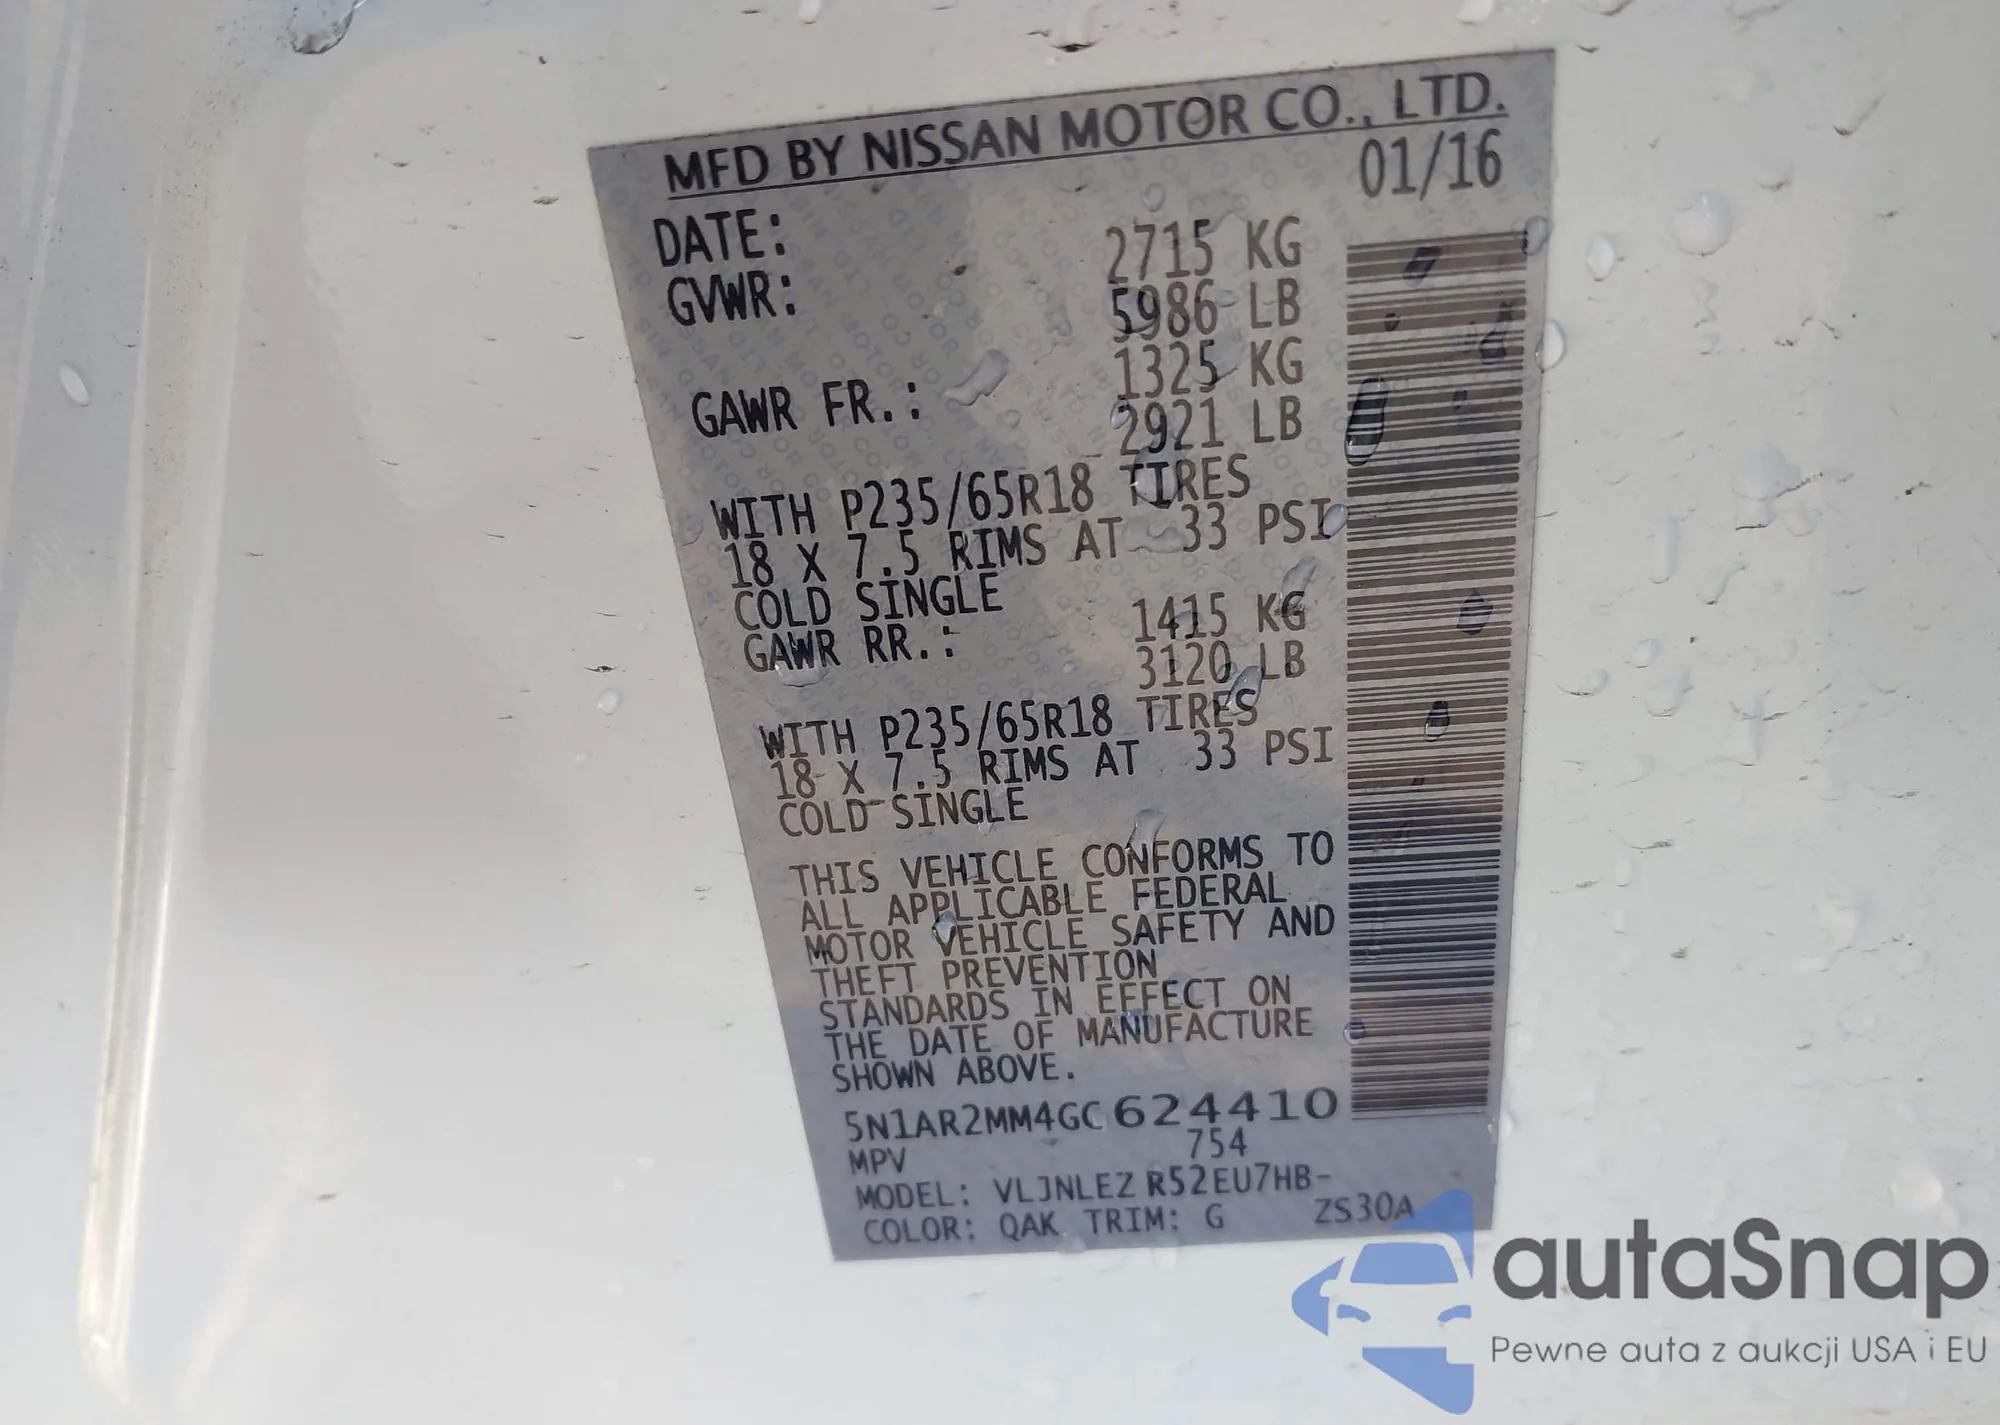 MFD BY NISSAN MOTOR CO., LTD.
DATE: 01/16
GVWR: 2715 KG
5986 LB
GAWR FR.: 1325 KG
2921 LB
WITH P235/65R18 TIRES
18 X 7.5 RIMS AT 33 PSI
COLD SINGLE
GAWR RR.: 1415 KG
3120 LB
WITH P235/65R18 TIRES
18 X 7.5 RIMS AT 33 PSI
COLD SINGLE
THIS VEHICLE CONFORMS TO
ALL APPLICABLE FEDERAL
MOTOR VEHICLE SAFETY AND
THEFT PREVENTION
STANDARDS IN EFFECT ON
THE DATE OF MANUFACTURE
SHOWN ABOVE.
5N1AR2MM4GC624410
MPV 754
MODEL: VLJNLEZ R52EU7HB-
COLOR: QAK TRIM: G ZS30A
autaSnap
Pewne auta z aukcji USA i EU